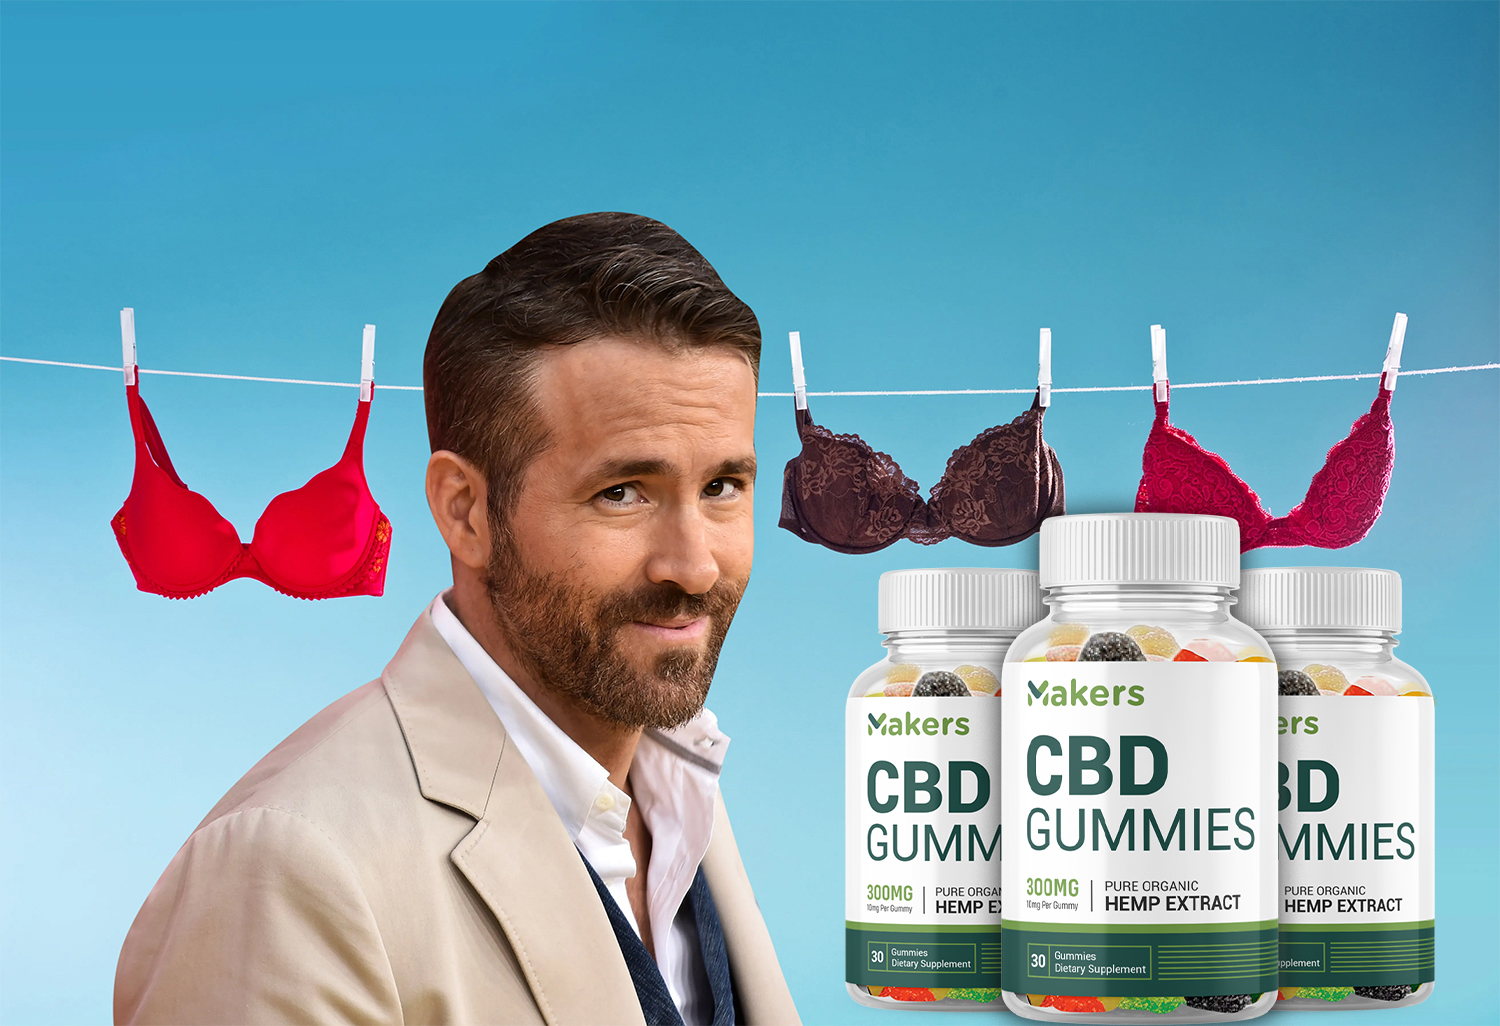 Makers
CBD
GUMM
300MG
10mg Per Gummy
PURE ORGAN
HEMP E
30
Gummies
Dietary Supplement
Makers
CBD
GUMMIES
300MG
10mg Per Gummy
PURE ORGANIC
HEMP EXTRACT
30
Gummies
Dietary Supplement
ers
BD
MMIES
PURE ORGANIC
HEMP EXTRACT
pplement